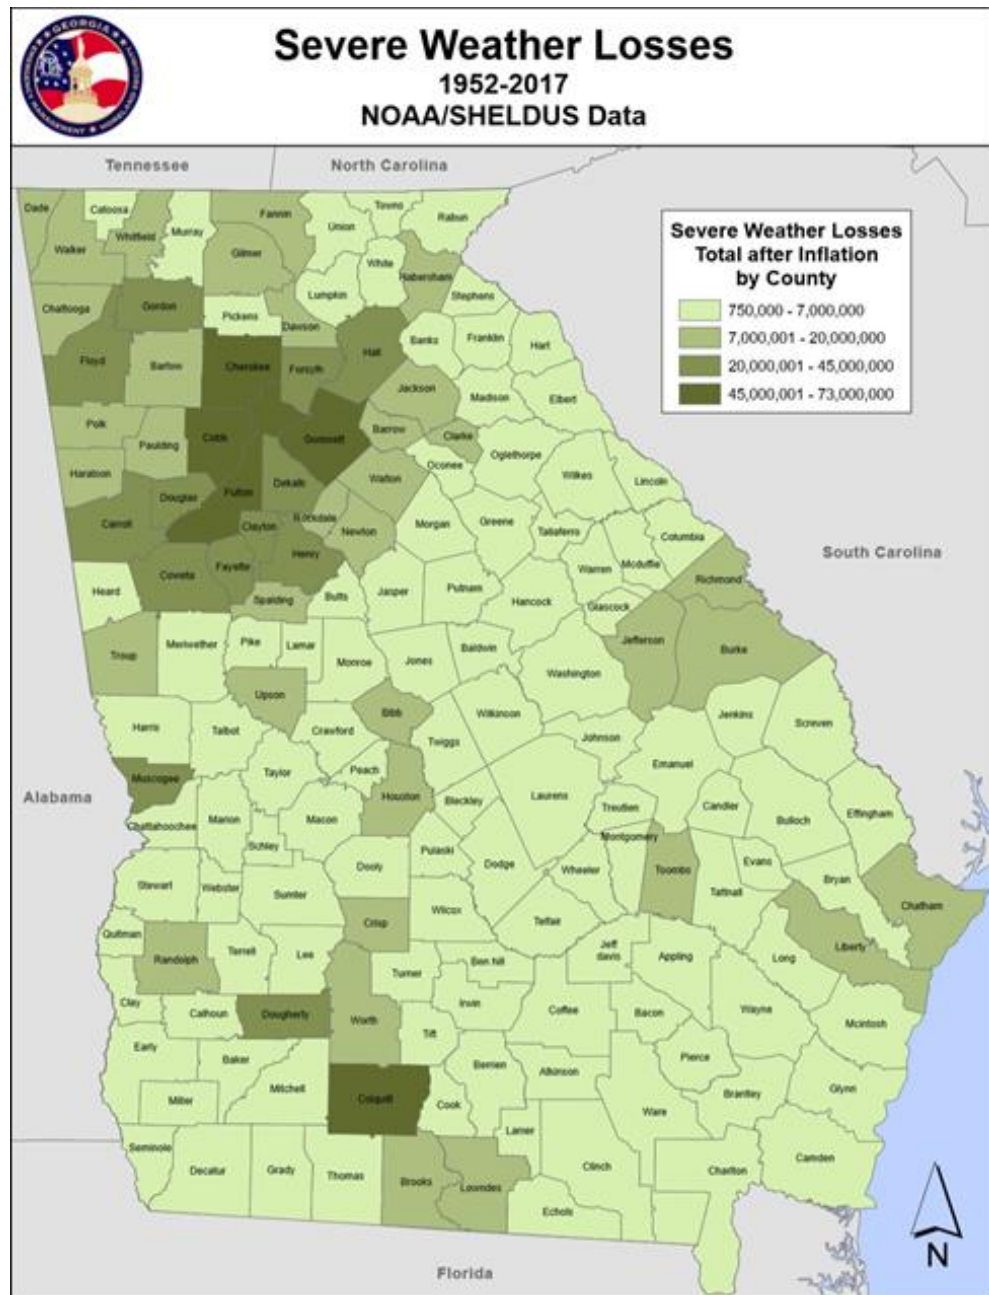 GEORGIA
EMERGENCY MANAGEMENT ★ HOMELAND SECURITY
Severe Weather Losses
1952-2017
NOAA/SHELDUS Data
Tennessee
North Carolina
Severe Weather Losses
Total after Inflation
by County
750,000 - 7,000,000
7,000,001 - 20,000,000
20,000,001 - 45,000,000
45,000,001 - 73,000,000
Dade
Catoosa
Whitfield
Murray
Fannin
Union
Towns
Rabun
Walker
Gilmer
White
Habersham
Stephens
Chattooga
Gordon
Pickens
Lumpkin
Dawson
Banks
Franklin
Hart
Floyd
Bartow
Cherokee
Forsyth
Hall
Jackson
Madison
Elbert
Polk
Paulding
Cobb
Gwinnett
Barrow
Clarke
Oconee
Oglethorpe
Wilkes
Lincoln
Haralson
Douglas
Fulton
Dekalb
Walton
Carroll
Clayton
Rockdale
Newton
Morgan
Greene
Taliaferro
Columbia
South Carolina
Coweta
Fayette
Henry
Warren
Mcduffie
Richmond
Heard
Spalding
Butts
Jasper
Putnam
Hancock
Glascock
Troup
Meriwether
Pike
Lamar
Monroe
Jones
Baldwin
Washington
Jefferson
Burke
Upson
Bibb
Wilkinson
Jenkins
Screven
Harris
Talbot
Crawford
Twiggs
Johnson
Emanuel
Muscogee
Taylor
Peach
Houston
Bleckley
Laurens
Treutlen
Candler
Bulloch
Effingham
Alabama
Chattahoochee
Marion
Schley
Macon
Dooly
Pulaski
Dodge
Wheeler
Montgomery
Toombs
Tattnall
Evans
Bryan
Chatham
Stewart
Webster
Sumter
Crisp
Wilcox
Telfair
Jeff
davis
Appling
Long
Liberty
Quitman
Randolph
Terrell
Lee
Turner
Ben hill
Clay
Calhoun
Dougherty
Worth
Irwin
Coffee
Bacon
Wayne
Mcintosh
Tift
Early
Baker
Mitchell
Berrien
Atkinson
Pierce
Brantley
Glynn
Miller
Colquitt
Cook
Ware
Lanier
Seminole
Decatur
Grady
Thomas
Brooks
Lowndes
Clinch
Charlton
Camden
Echols
Florida
N